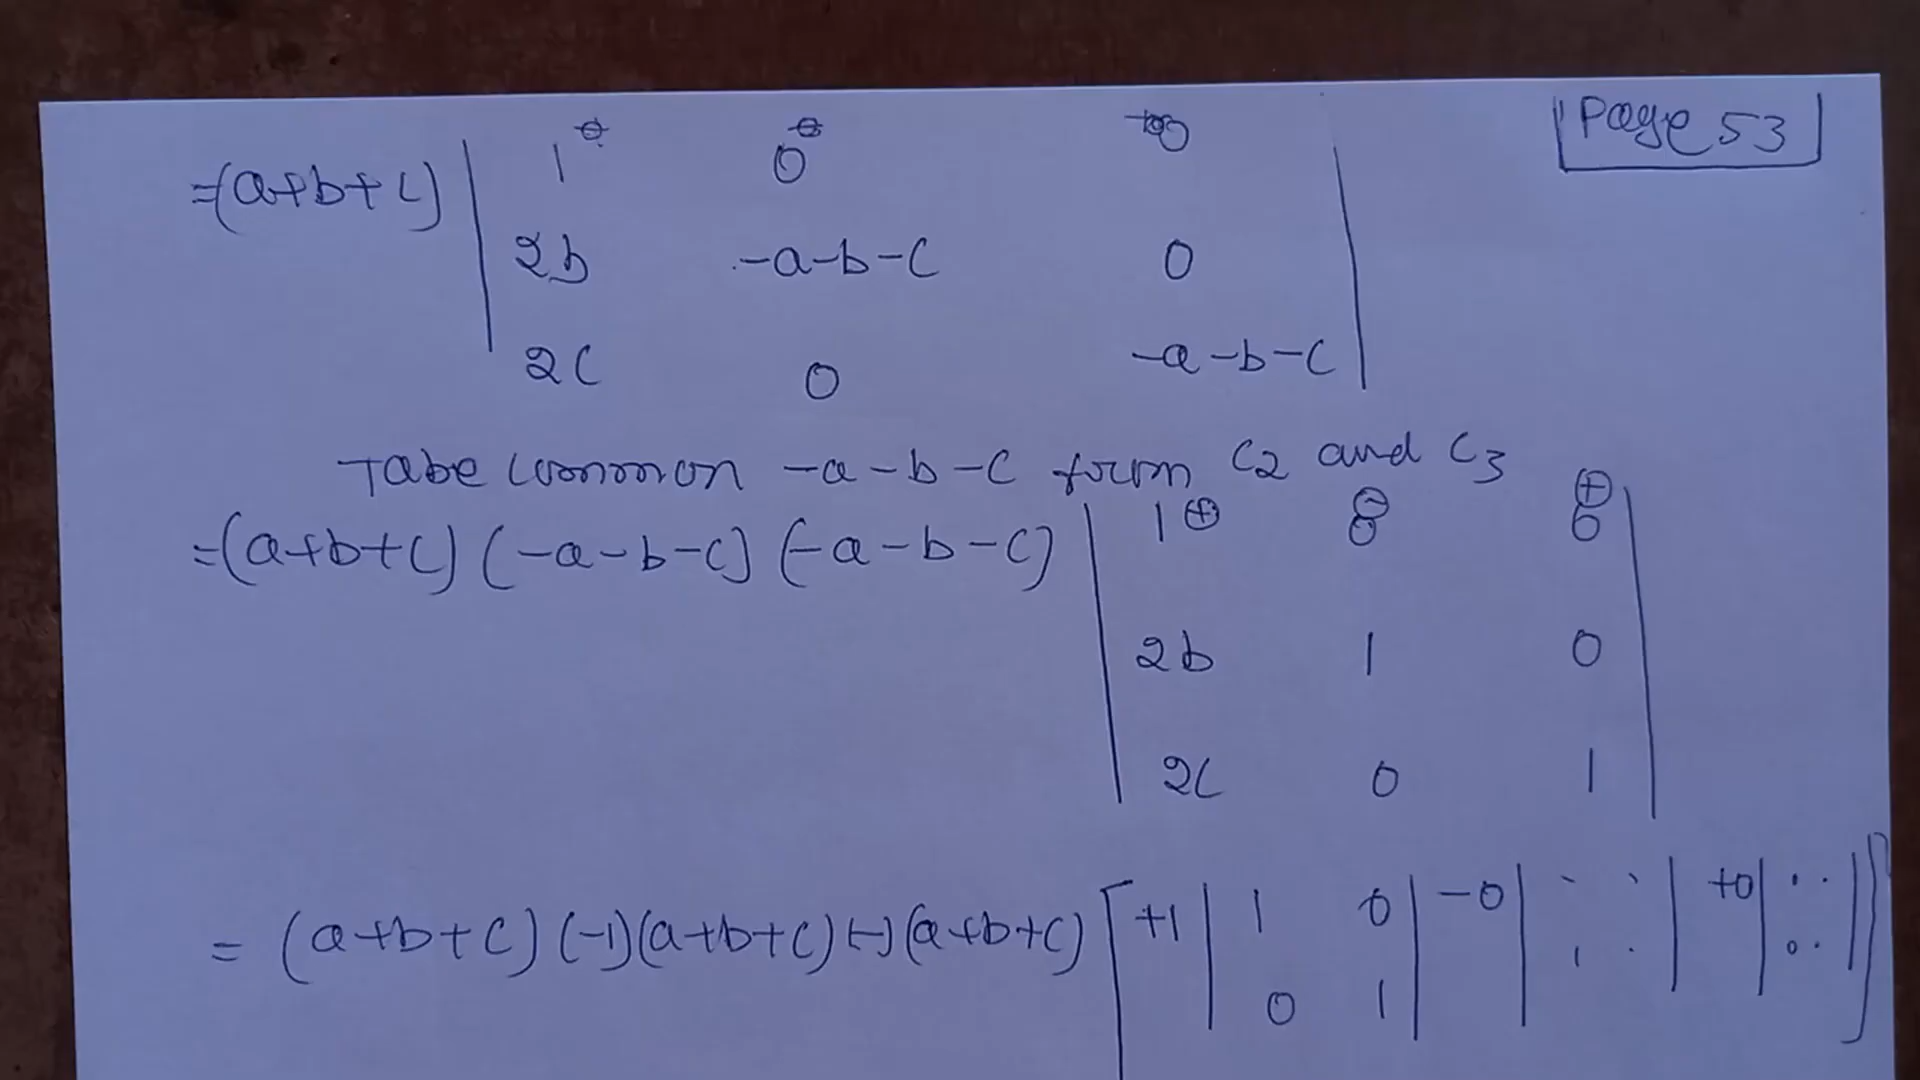 Page 53
⊕ ⊖ ⊕
=(a+b+c) | 1 0 0 |
2b -a-b-c 0
2c 0 -a-b-c
Take common -a-b-c form C2 and C3
=(a+b+c) (-a-b-c) (-a-b-c) | 1⊕ ⊖0 ⊕0 |
2b 1 0
2c 0 1
= (a+b+c) (-1)(a+b+c)(-)(a+b+c) [+1 | 1 0 | -0 | . . | +0 | . . |]
0 1